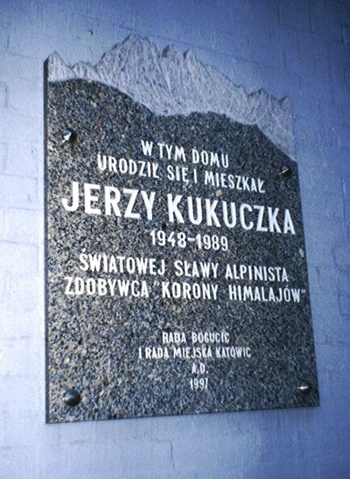 W TYM DOMU
URODZIŁ SIĘ I MIESZKAŁ
JERZY KUKUCZKA
1948-1989
ŚWIATOWEJ SŁAWY ALPINISTA
ZDOBYWCA "KORONY HIMALAJÓW"
RADA BOGUCIC
I RADA MIEJSKA KATOWIC
A.D.
1997